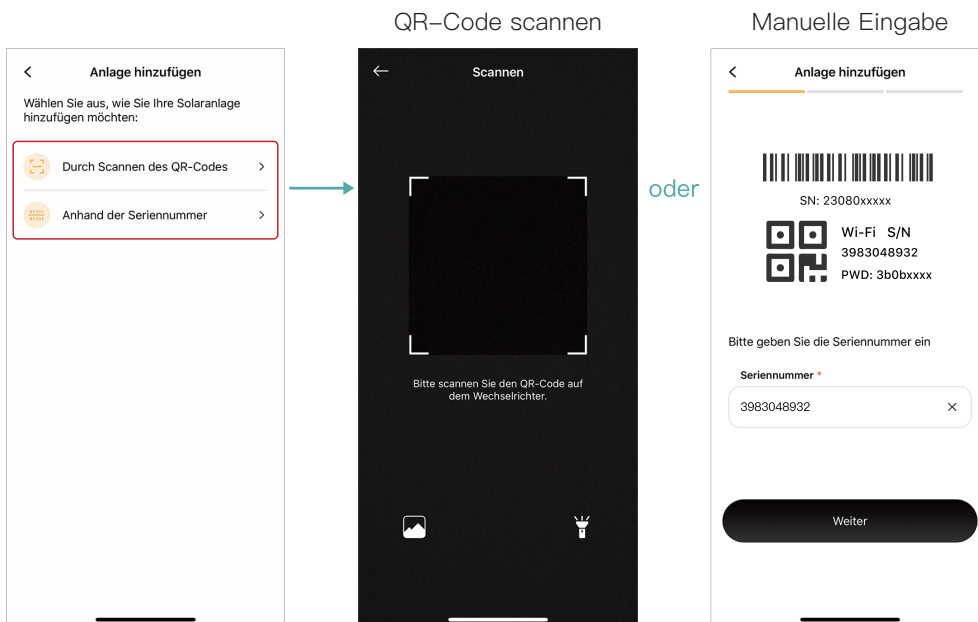 QR-Code scannen
Manuelle Eingabe
Anlage hinzufügen
Wählen Sie aus, wie Sie Ihre Solaranlage
hinzufügen möchten:
Durch Scannen des QR-Codes
Anhand der Seriennummer
Scannen
Bitte scannen Sie den QR-Code auf
dem Wechselrichter.
oder
Anlage hinzufügen
SN: 23080xxxxx
Wi-Fi S/N
3983048932
PWD: 3b0bxxxx
Bitte geben Sie die Seriennummer ein
Seriennummer *
3983048932
Weiter